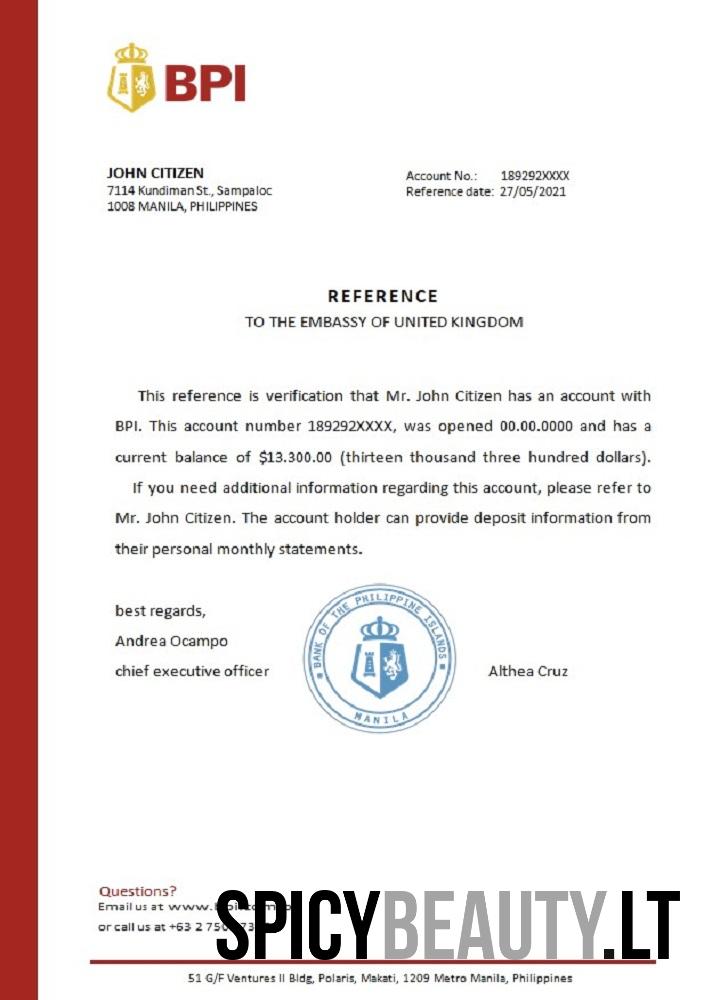 BPI
JOHN CITIZEN
7114 Kundiman St., Sampaloc
1008 MANILA, PHILIPPINES
Account No.: 189292XXXX
Reference date: 27/05/2021
REFERENCE
TO THE EMBASSY OF UNITED KINGDOM
This reference is verification that Mr. John Citizen has an account with
BPI. This account number 189292XXXX, was opened 00.00.0000 and has a
current balance of $13.300.00 (thirteen thousand three hundred dollars).
If you need additional information regarding this account, please refer to
Mr. John Citizen. The account holder can provide deposit information from
their personal monthly statements.
best regards,
Andrea Ocampo
chief executive officer
BANK OF THE PHILIPPINE ISLANDS
MANILA
Althea Cruz
Questions?
Email us at
or call us at +63 2
SPICYBEAUTY.LT
51 G/F Ventures II Bldg, Polaris, Makati, 1209 Metro Manila, Philippines